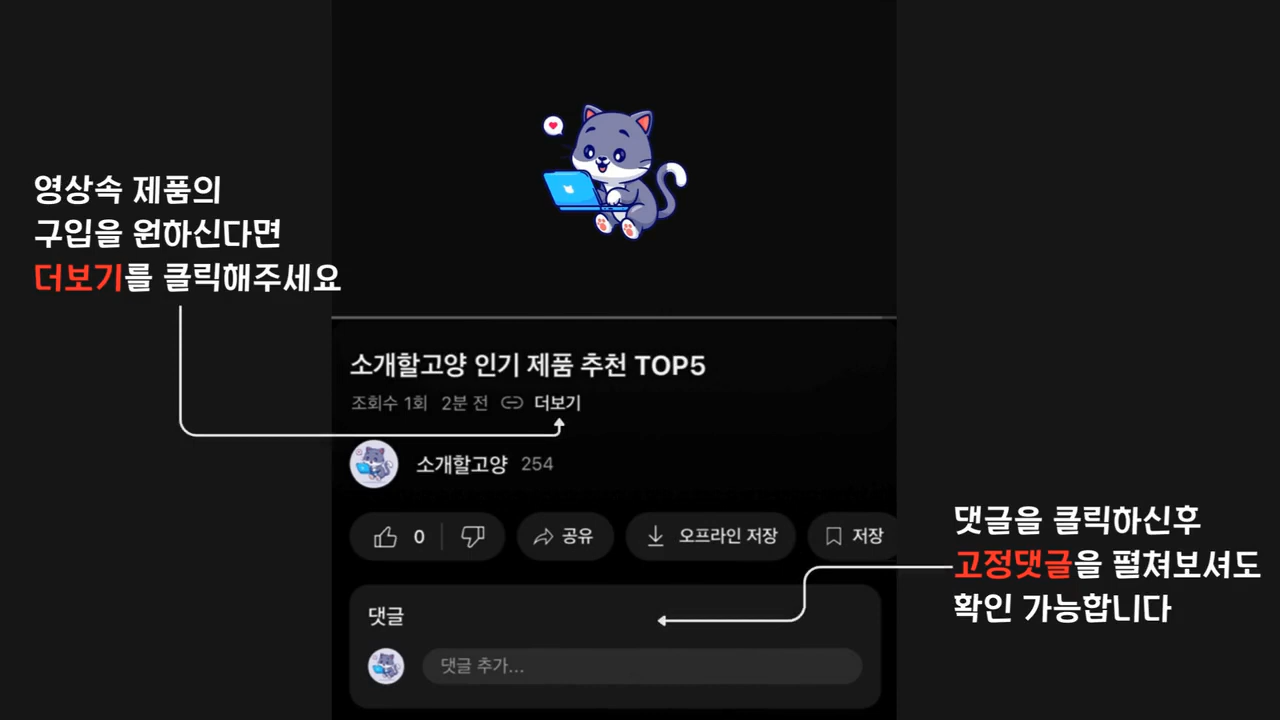 영상속 제품의
구입을 원하신다면
더보기를 클릭해주세요
소개할고양 인기 제품 추천 TOP5
조회수 1회 2분 전 더보기
소개할고양 254
0 공유 오프라인 저장 저장
댓글을 클릭하신후
고정댓글을 펼쳐보셔도
확인 가능합니다
댓글
댓글 추가...